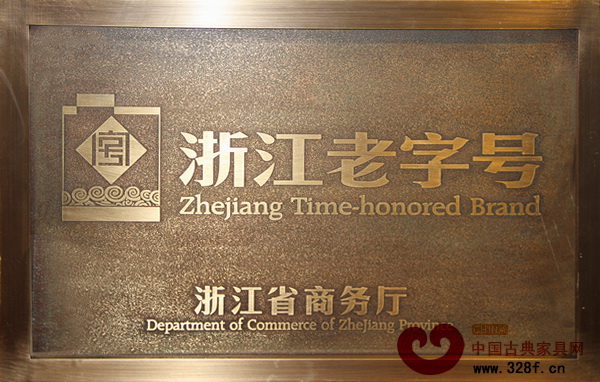 浙江老字号
Zhejiang Time-honored Brand
浙江省商务厅
Department of Commerce of Zhejiang Province
中国古典家具网
www.328f.cn